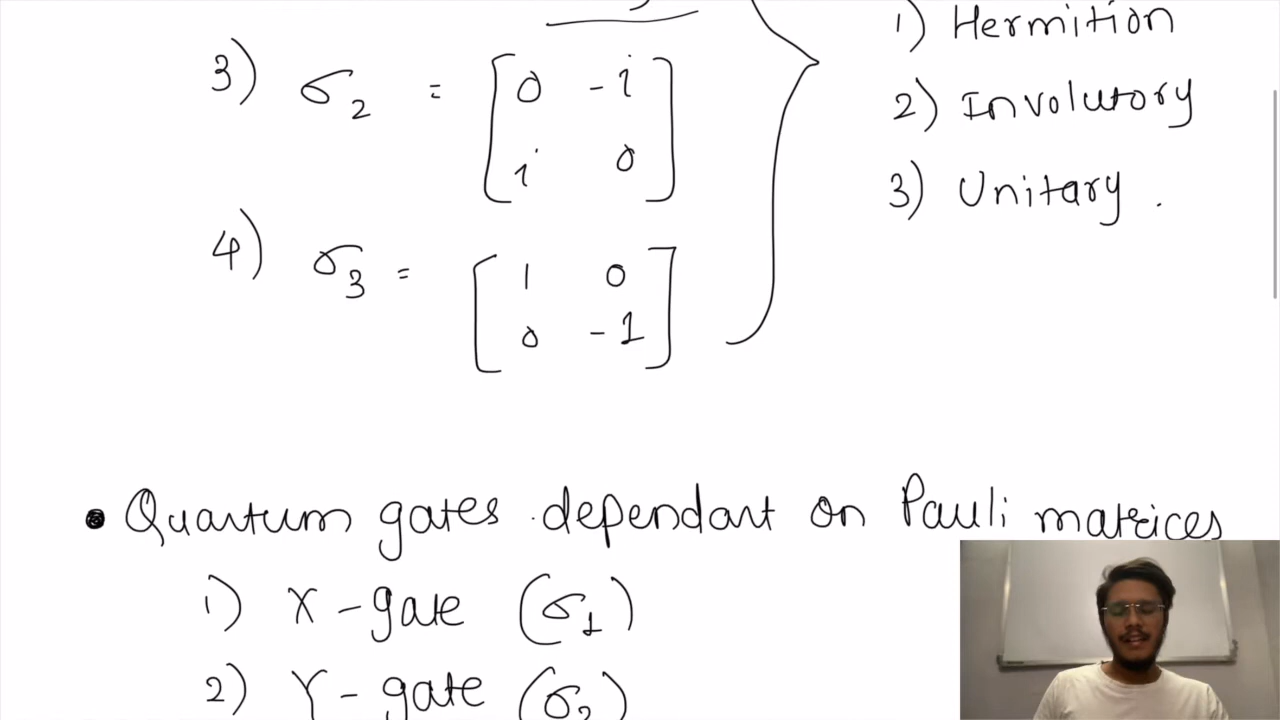 3) σ2 = [ 0 -i
i 0 ]
4) σ3 = [ 1 0
0 -1 ]
1) Hermition
2) Involutory
3) Unitary .
• Quantum gates dependant on Pauli matrices
1) X-gate (σ1)
2) Y-gate (σ2)